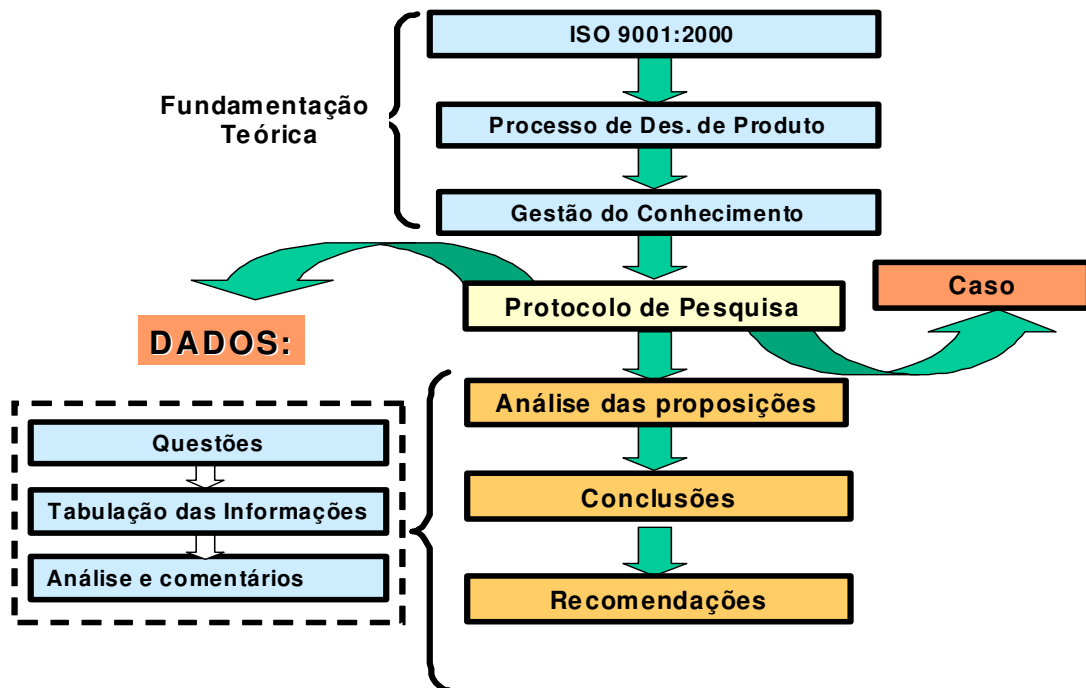 ISO 9001:2000
Fundamentação
Teórica
Processo de Des. de Produto
Gestão do Conhecimento
Caso
Protocolo de Pesquisa
DADOS:
Análise das proposições
Questões
Tabulação das Informações
Conclusões
Análise e comentários
Recomendações